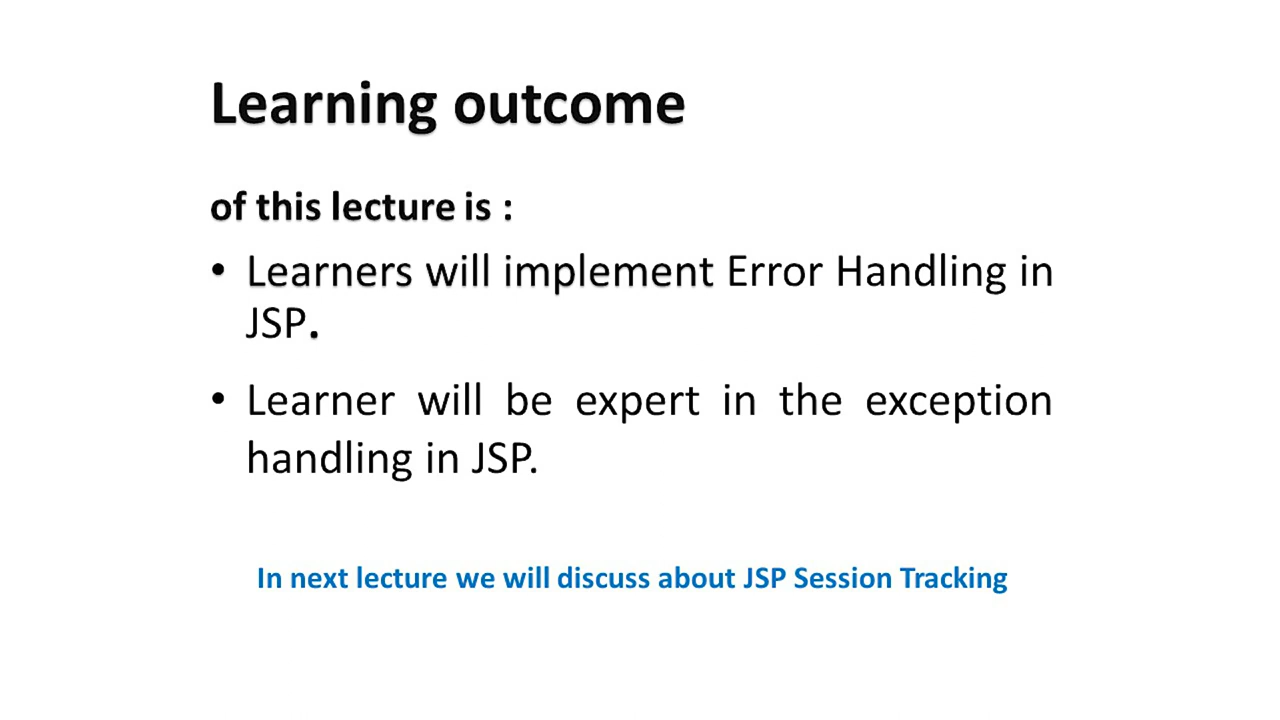 Learning outcome
of this lecture is :
• Learners will implement Error Handling in
JSP.
• Learner will be expert in the exception
handling in JSP.
In next lecture we will discuss about JSP Session Tracking